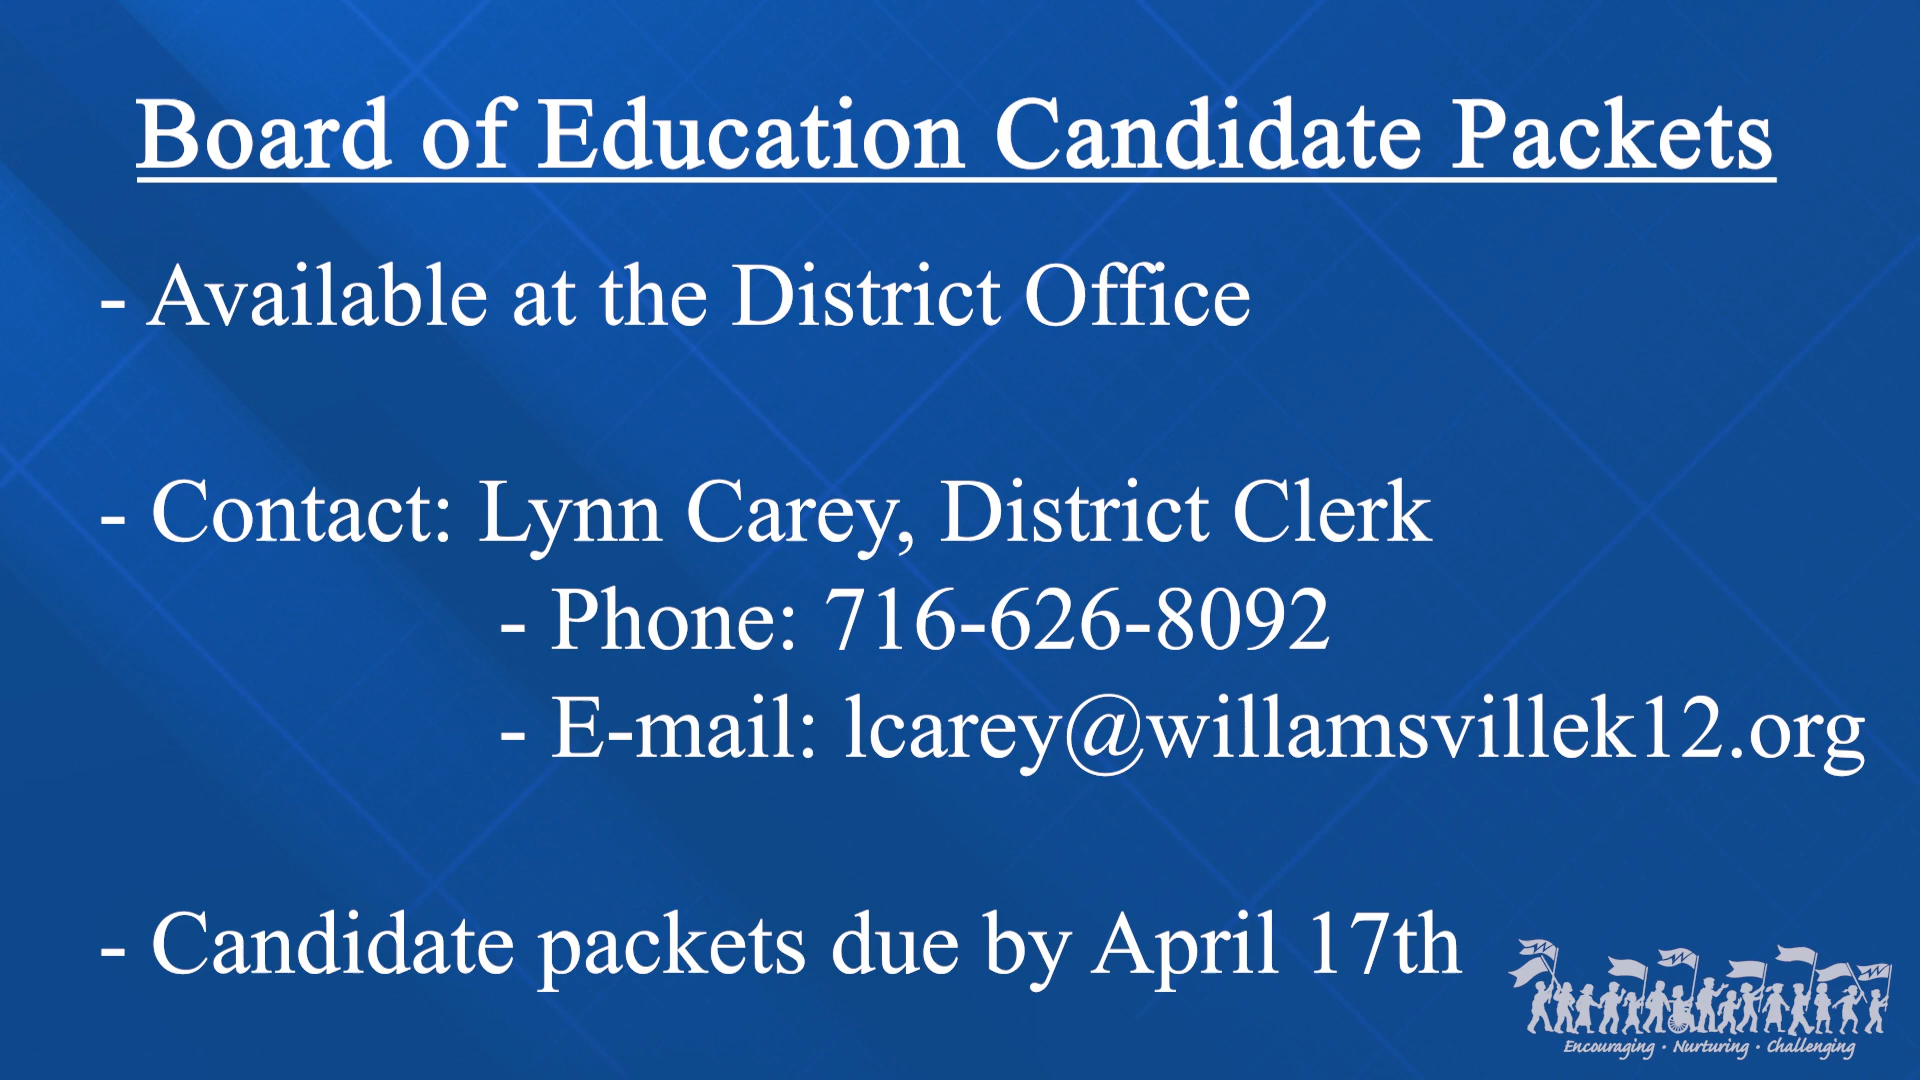 Board of Education Candidate Packets
- Available at the District Office
- Contact: Lynn Carey, District Clerk
- Phone: 716-626-8092
- E-mail: lcarey@willamsvillek12.org
- Candidate packets due by April 17th
Encouraging · Nurturing · Challenging